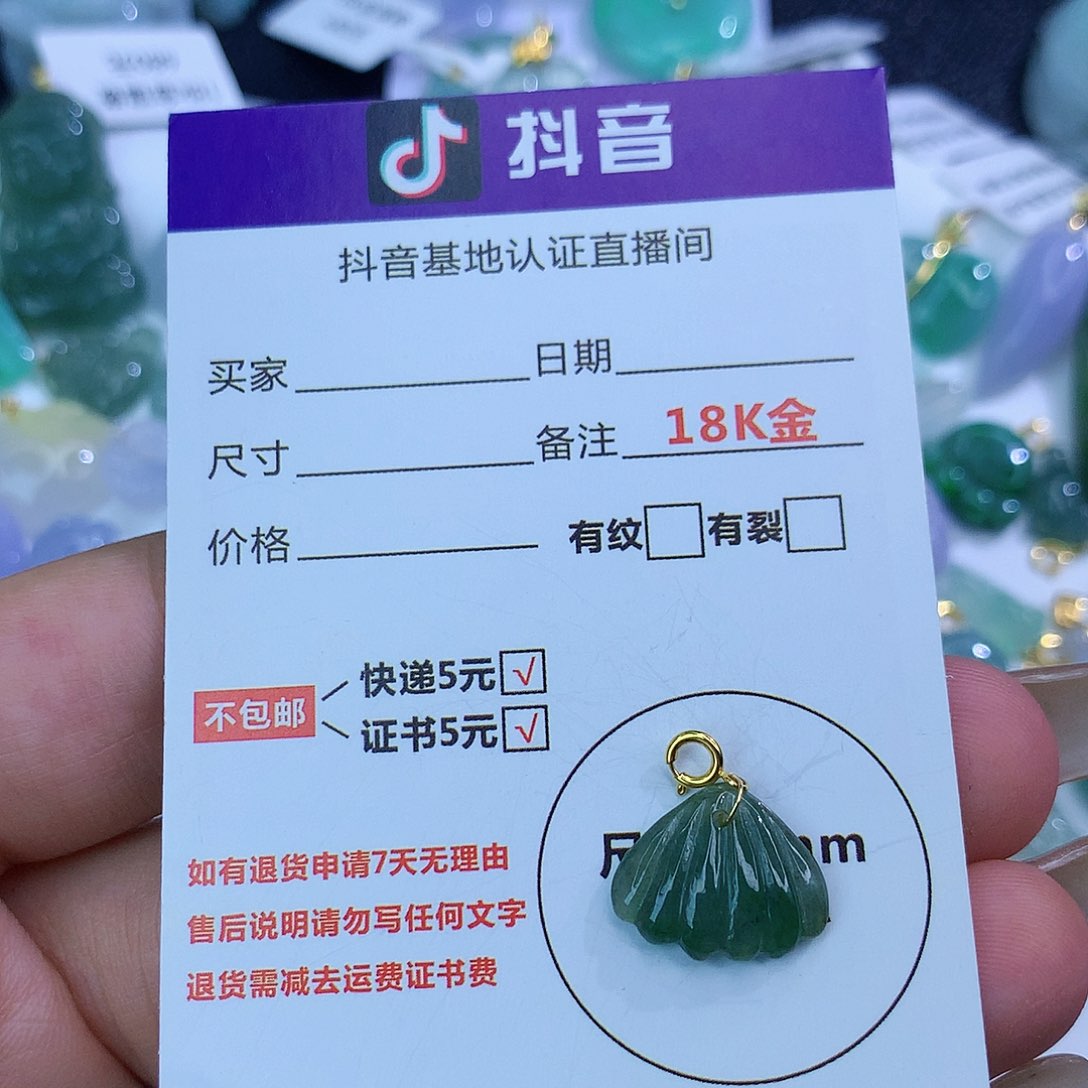 抖音
抖音基地认证直播间
买家 日期
尺寸 备注 18K金
价格 有纹 有裂
不包邮
快递5元 √
证书5元 √
如有退货申请7天无理由
售后说明请勿写任何文字
退货需减去运费证书费